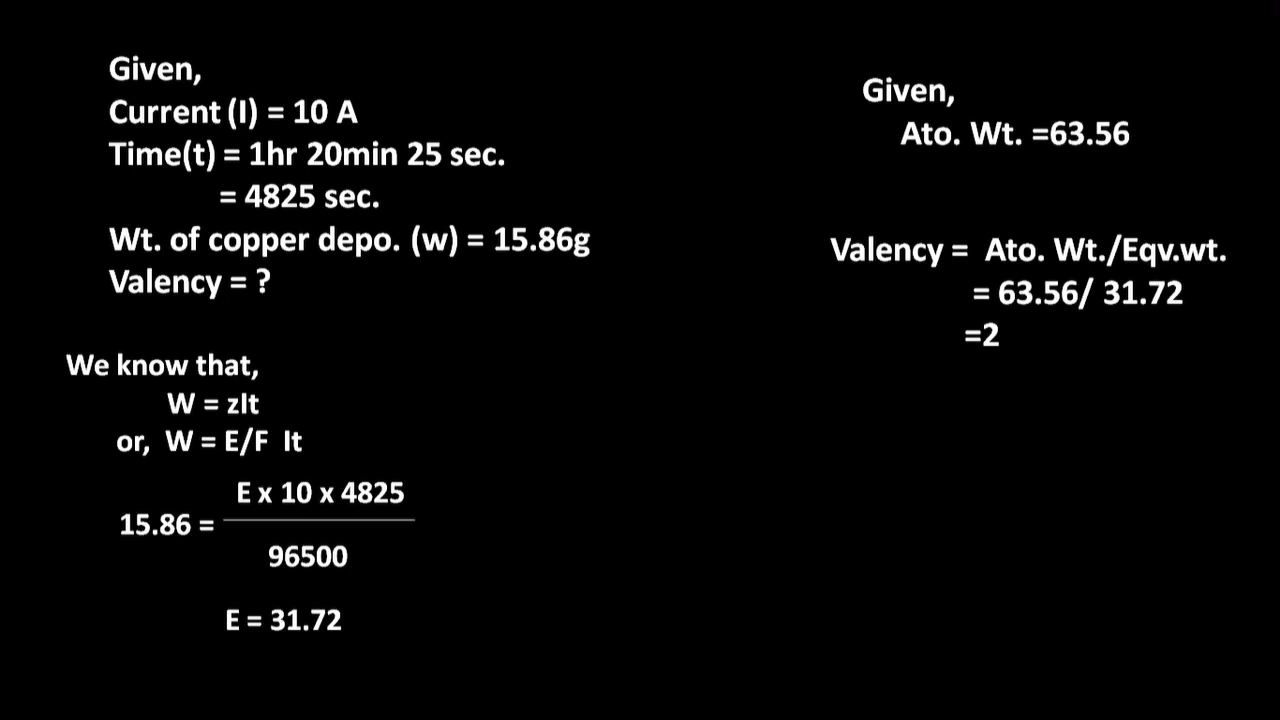 Given,
Current (I) = 10 A
Time(t) = 1hr 20min 25 sec.
= 4825 sec.
Wt. of copper depo. (w) = 15.86g
Valency = ?
We know that,
W = zIt
or, W = E/F It
E x 10 x 4825
15.86 =
96500
E = 31.72
Given,
Ato. Wt. =63.56
Valency = Ato. Wt./Eqv.wt.
= 63.56/ 31.72
=2